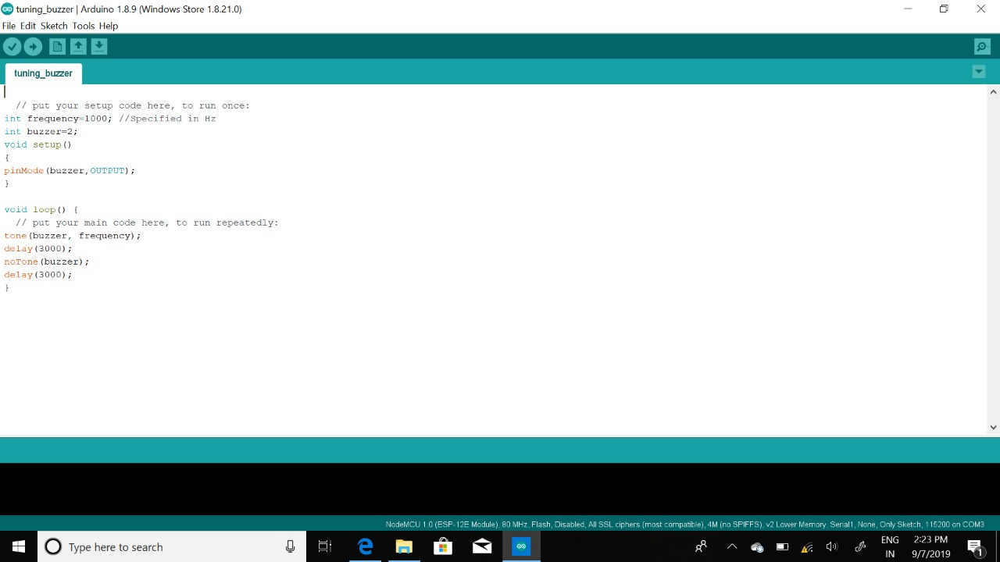 tuning_buzzer | Arduino 1.8.9 (Windows Store 1.8.21.0)
File Edit Sketch Tools Help
tuning_buzzer
// put your setup code here, to run once:
int frequency=1000; //Specified in Hz
int buzzer=2;
void setup()
{
pinMode(buzzer,OUTPUT);
}
void loop() {
// put your main code here, to run repeatedly:
tone(buzzer, frequency);
delay(3000);
noTone(buzzer);
delay(3000);
}
NodeMCU 1.0 (ESP-12E Module), 80 MHz, Flash, Disabled, All SSL ciphers (most compatible), 4M (no SPIFFS), v2 Lower Memory, Serial1, None, Only Sketch, 115200 on COM3
Type here to search
ENG
IN
2:23 PM
9/7/2019
1